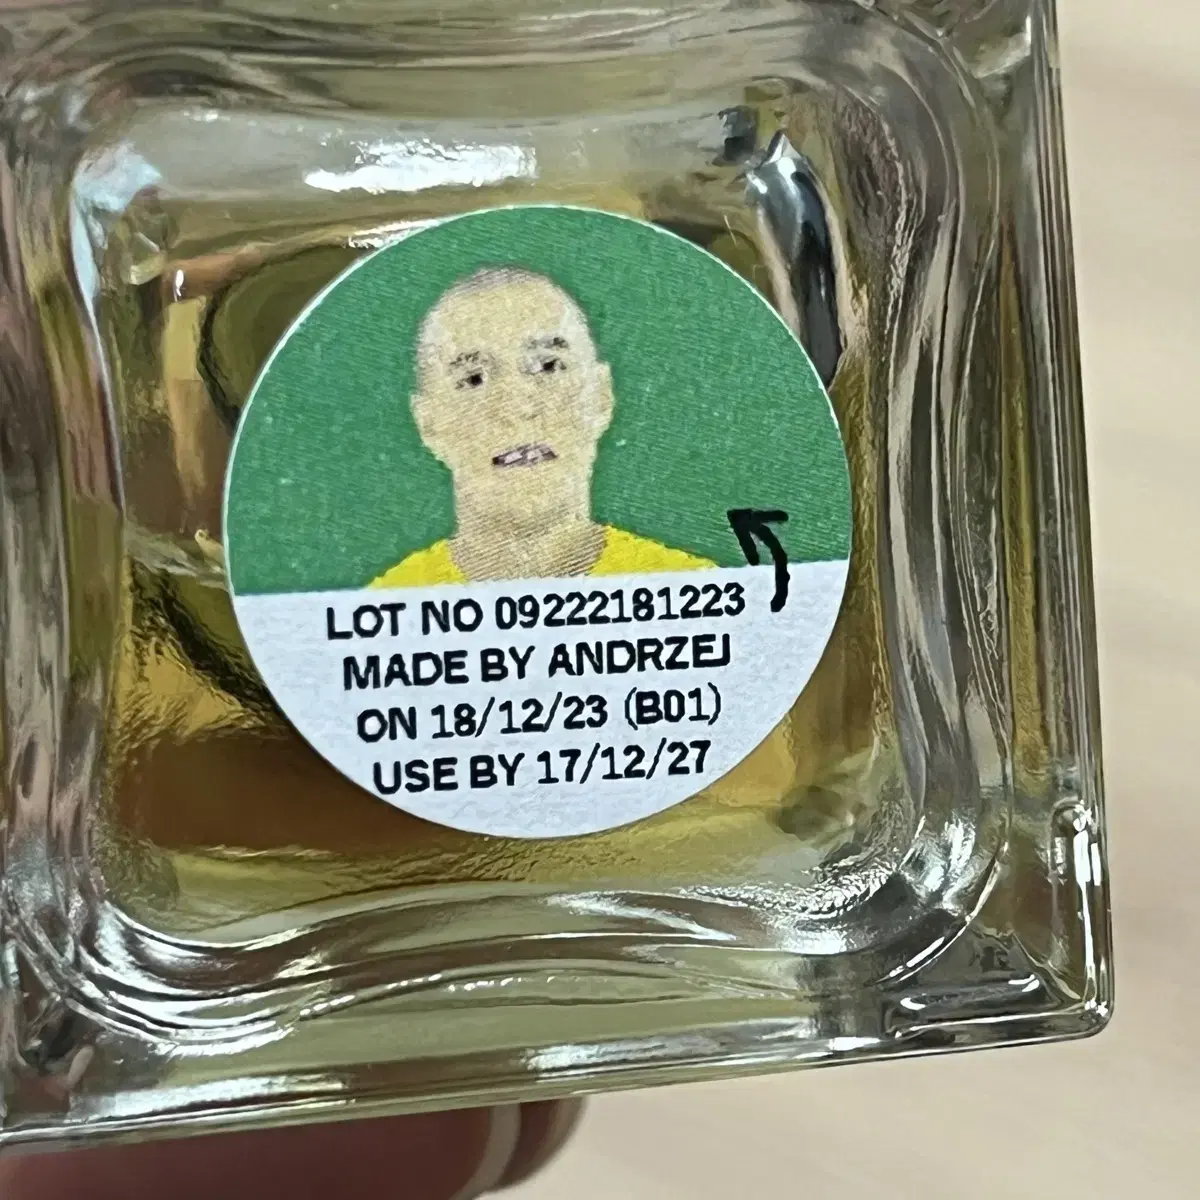 LOT NO 09222181223
MADE BY ANDRZEJ
ON 18/12/23 (B01)
USE BY 17/12/27